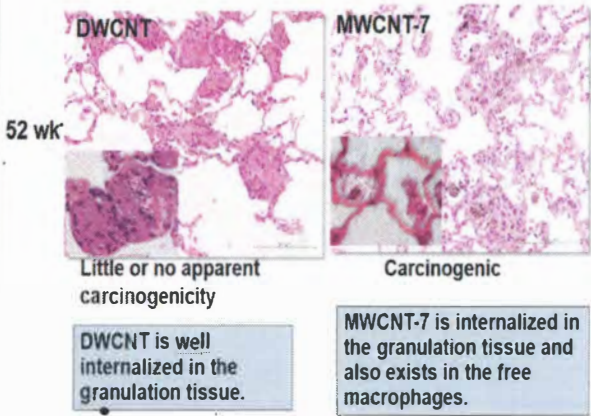 DWCNT
MWCNT-7
52 wk
Little or no apparent
carcinogenicity
Carcinogenic
DWCNT is well
internalized in the
granulation tissue.
MWCNT-7 is internalized in
the granulation tissue and
also exists in the free
macrophages.